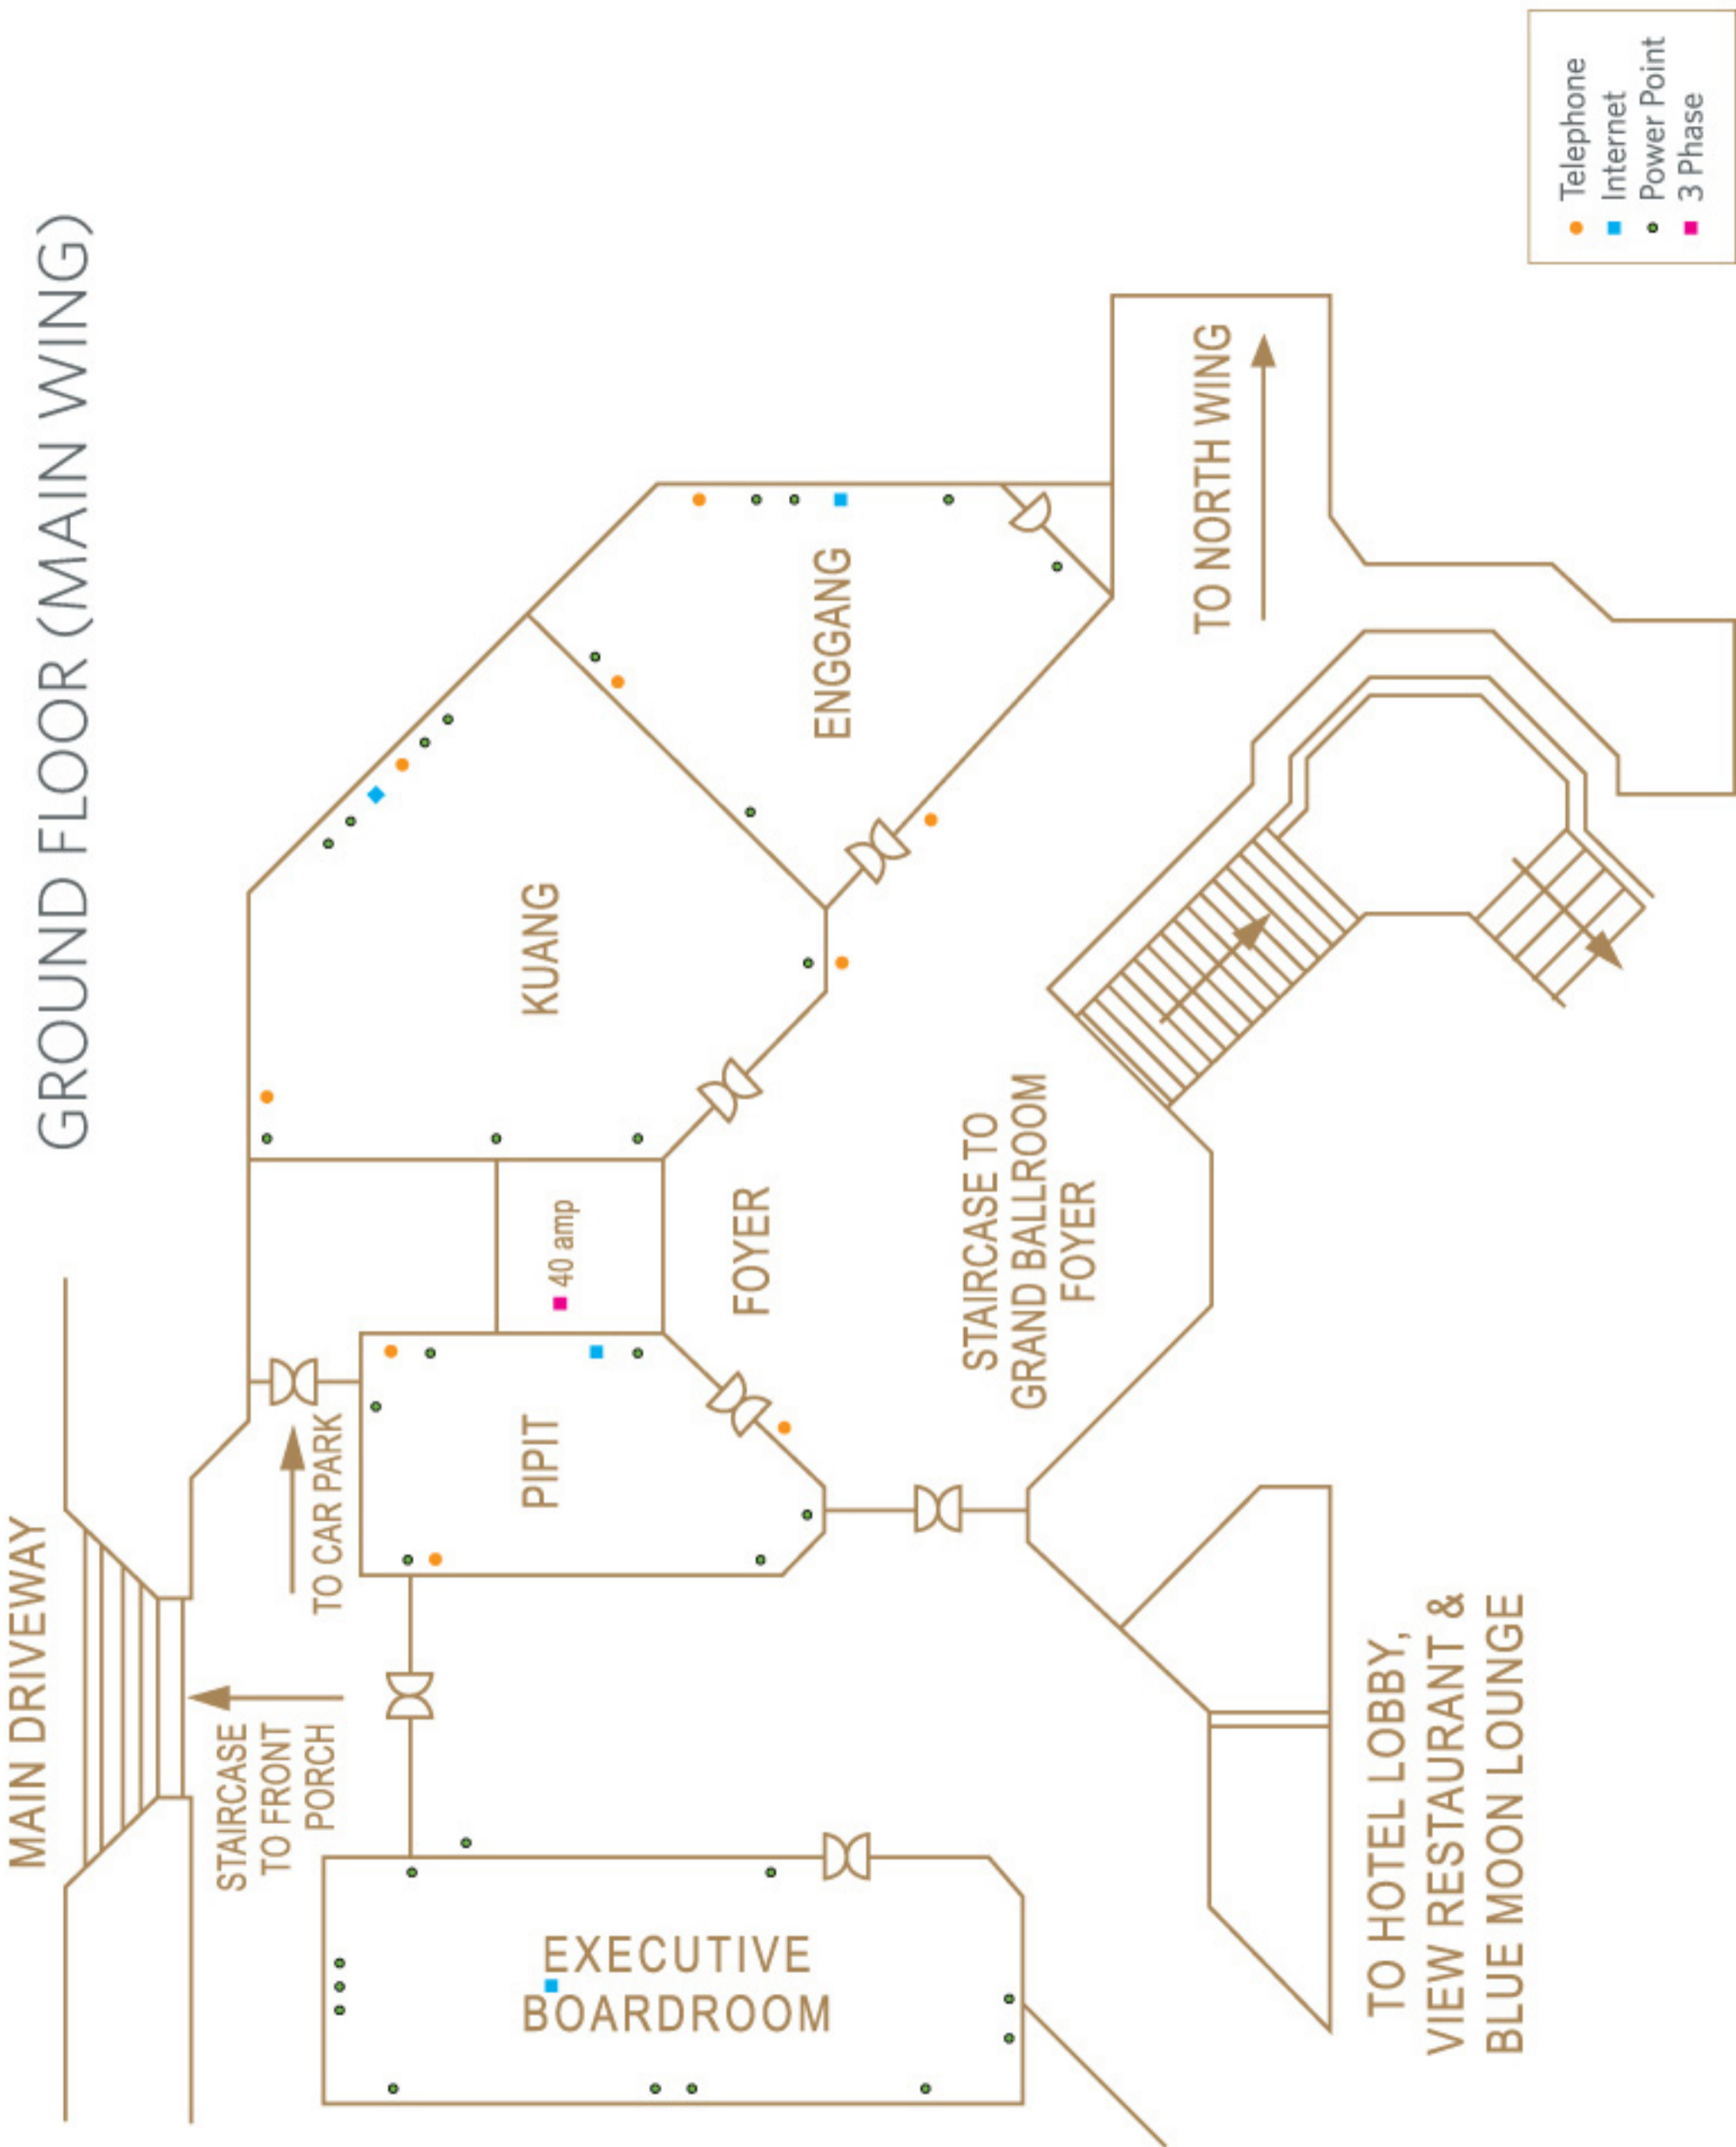 GROUND FLOOR (MAIN WING)
MAIN DRIVEWAY
STAIRCASE
TO FRONT
PORCH
TO CAR PARK
EXECUTIVE
BOARDROOM
PIPIT
40 amp
KUANG
ENGGANG
FOYER
STAIRCASE TO
GRAND BALLROOM
FOYER
TO NORTH WING
TO HOTEL LOBBY,
VIEW RESTAURANT &
BLUE MOON LOUNGE
Telephone
Internet
Power Point
3 Phase